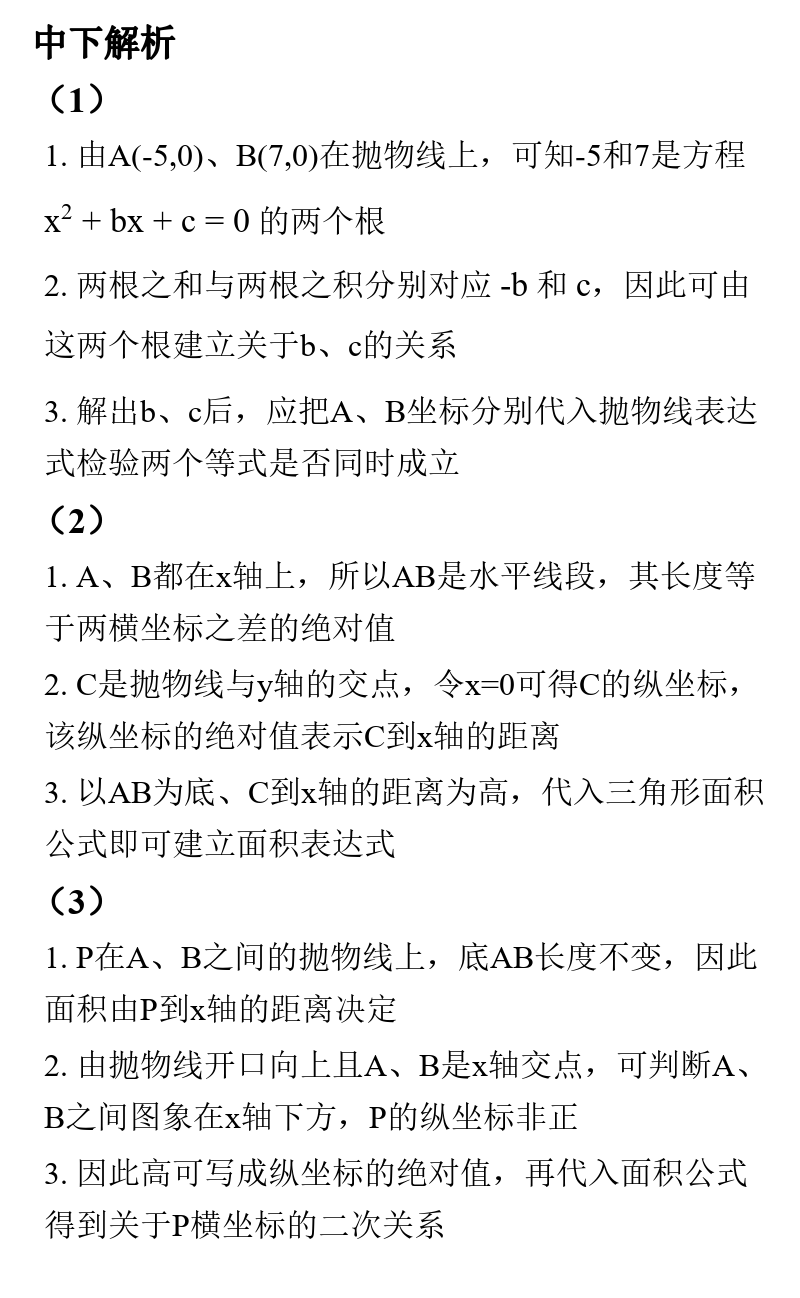 中下解析
（1）
1. 由A(-5,0)、B(7,0)在抛物线上，可知-5和7是方程
x² + bx + c = 0 的两个根
2. 两根之和与两根之积分别对应 -b 和 c，因此可由
这两个根建立关于b、c的关系
3. 解出b、c后，应把A、B坐标分别代入抛物线表达
式检验两个等式是否同时成立
（2）
1. A、B都在x轴上，所以AB是水平线段，其长度等
于两横坐标之差的绝对值
2. C是抛物线与y轴的交点，令x=0可得C的纵坐标，
该纵坐标的绝对值表示C到x轴的距离
3. 以AB为底、C到x轴的距离为高，代入三角形面积
公式即可建立面积表达式
（3）
1. P在A、B之间的抛物线上，底AB长度不变，因此
面积由P到x轴的距离决定
2. 由抛物线开口向上且A、B是x轴交点，可判断A、
B之间图象在x轴下方，P的纵坐标非正
3. 因此高可写成纵坐标的绝对值，再代入面积公式
得到关于P横坐标的二次关系